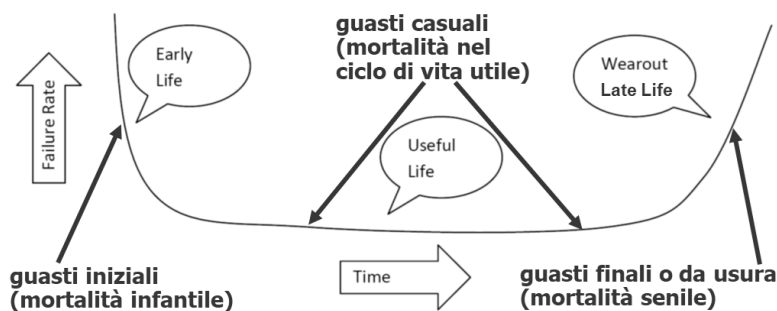 guasti casuali
(mortalità nel
ciclo di vita utile)
Early
Life
Wearout
Late Life
Failure Rate
Useful
Life
guasti iniziali
(mortalità infantile)
Time
guasti finali o da usura
(mortalità senile)